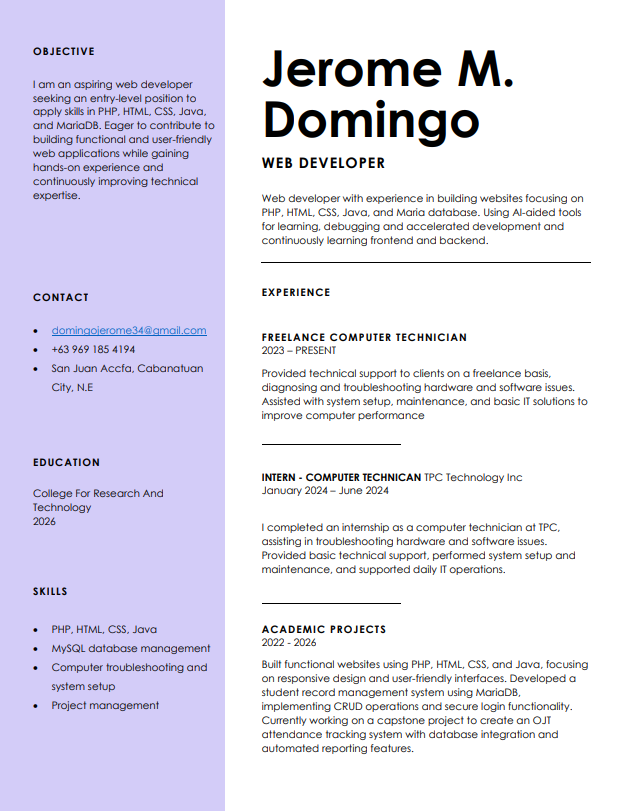 OBJECTIVE
I am an aspiring web developer
seeking an entry-level position to
apply skills in PHP, HTML, CSS, Java,
and MariaDB. Eager to contribute to
building functional and user-friendly
web applications while gaining
hands-on experience and
continuously improving technical
expertise.
CONTACT
• domingojerome34@gmail.com
• +63 969 185 4194
• San Juan Accfa, Cabanatuan
City, N.E
EDUCATION
College For Research And
Technology
2026
SKILLS
• PHP, HTML, CSS, Java
• MySQL database management
• Computer troubleshooting and
system setup
• Project management
Jerome M.
Domingo
WEB DEVELOPER
Web developer with experience in building websites focusing on
PHP, HTML, CSS, Java, and Maria database. Using AI-aided tools
for learning, debugging and accelerated development and
continuously learning frontend and backend.
EXPERIENCE
FREELANCE COMPUTER TECHNICIAN
2023 – PRESENT
Provided technical support to clients on a freelance basis,
diagnosing and troubleshooting hardware and software issues.
Assisted with system setup, maintenance, and basic IT solutions to
improve computer performance
INTERN - COMPUTER TECHNICAN TPC Technology Inc
January 2024 – June 2024
I completed an internship as a computer technician at TPC,
assisting in troubleshooting hardware and software issues.
Provided basic technical support, performed system setup and
maintenance, and supported daily IT operations.
ACADEMIC PROJECTS
2022 - 2026
Built functional websites using PHP, HTML, CSS, and Java, focusing
on responsive design and user-friendly interfaces. Developed a
student record management system using MariaDB,
implementing CRUD operations and secure login functionality.
Currently working on a capstone project to create an OJT
attendance tracking system with database integration and
automated reporting features.